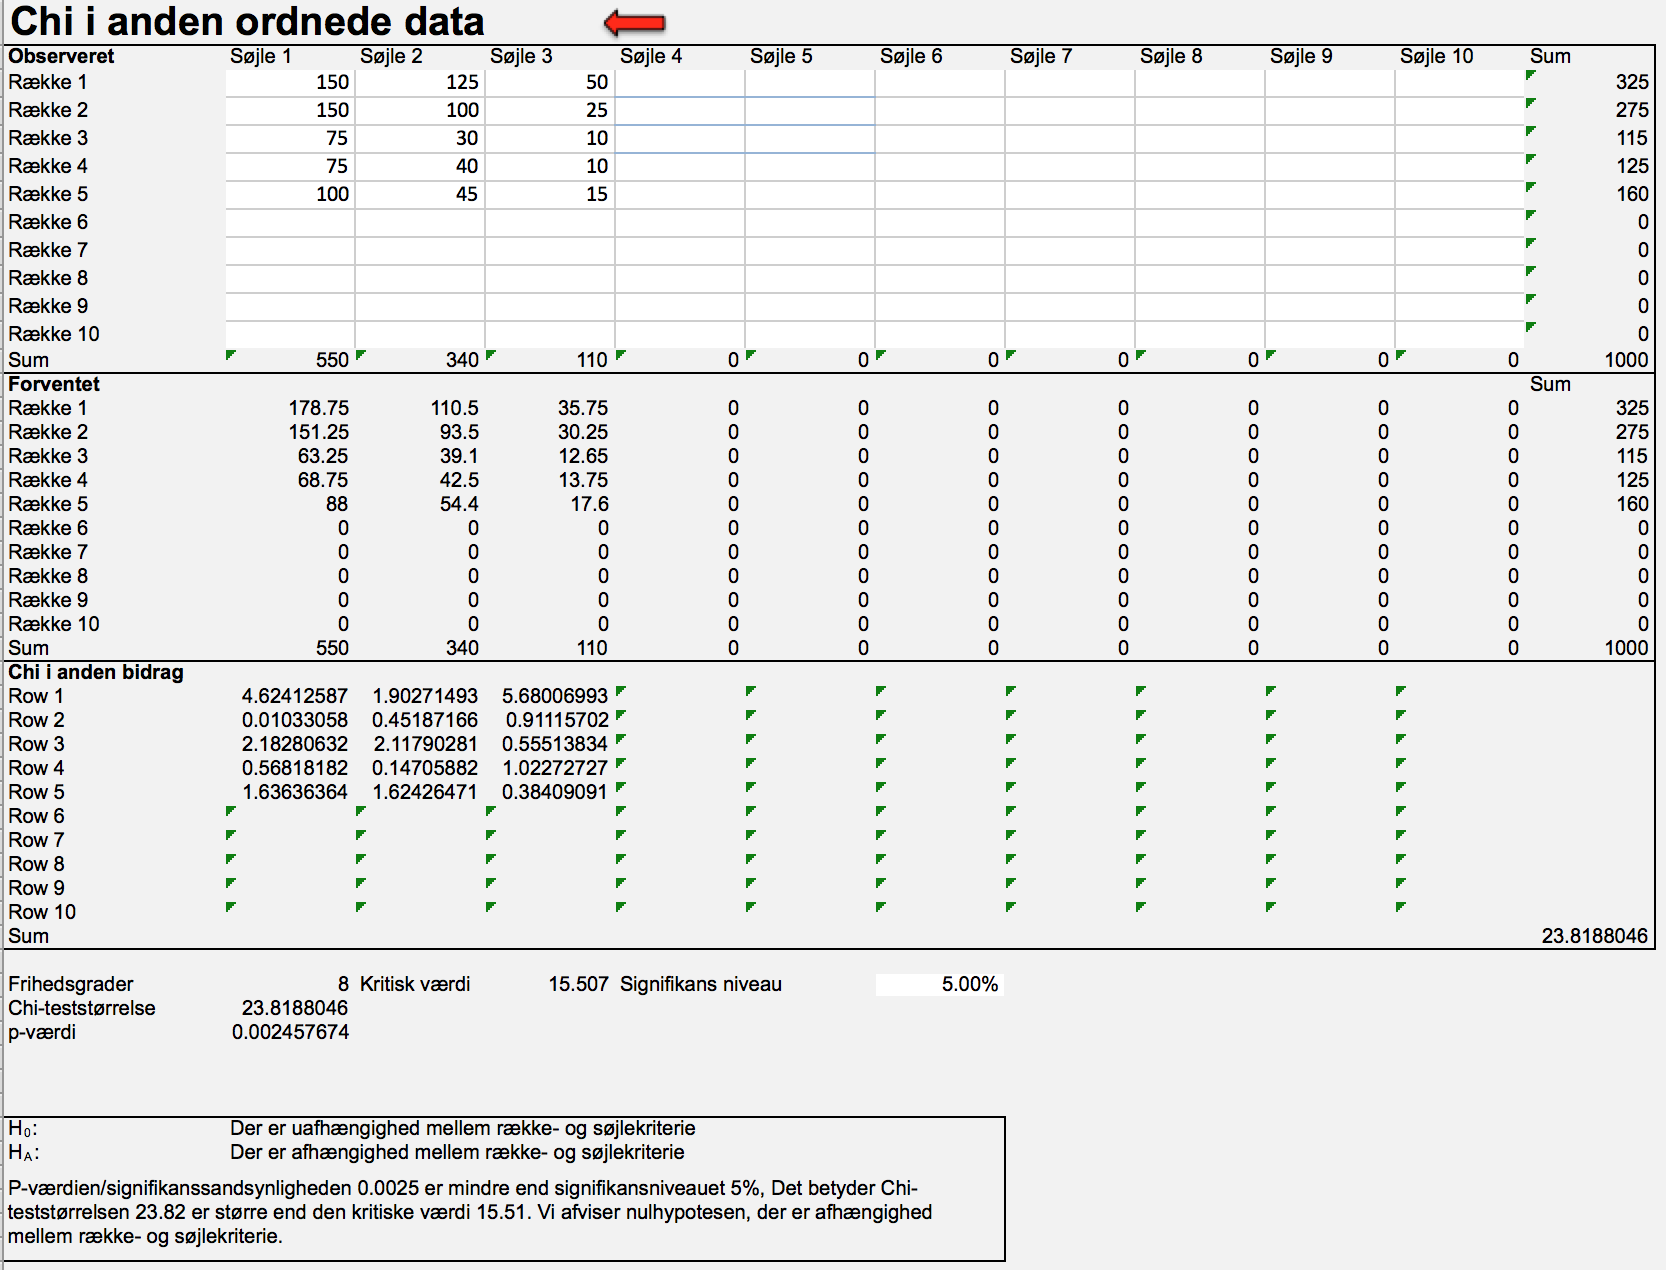 Chi i anden ordnede data
Observeret Søjle 1 Søjle 2 Søjle 3 Søjle 4 Søjle 5 Søjle 6 Søjle 7 Søjle 8 Søjle 9 Søjle 10 Sum
Række 1 150 125 50 325
Række 2 150 100 25 275
Række 3 75 30 10 115
Række 4 75 40 10 125
Række 5 100 45 15 160
Række 6 0
Række 7 0
Række 8 0
Række 9 0
Række 10 0
Sum 550 340 110 0 0 0 0 0 0 0 1000
Forventet Sum
Række 1 178.75 110.5 35.75 0 0 0 0 0 0 0 325
Række 2 151.25 93.5 30.25 0 0 0 0 0 0 0 275
Række 3 63.25 39.1 12.65 0 0 0 0 0 0 0 115
Række 4 68.75 42.5 13.75 0 0 0 0 0 0 0 125
Række 5 88 54.4 17.6 0 0 0 0 0 0 0 160
Række 6 0 0 0 0 0 0 0 0 0 0 0
Række 7 0 0 0 0 0 0 0 0 0 0 0
Række 8 0 0 0 0 0 0 0 0 0 0 0
Række 9 0 0 0 0 0 0 0 0 0 0 0
Række 10 0 0 0 0 0 0 0 0 0 0 0
Sum 550 340 110 0 0 0 0 0 0 0 1000
Chi i anden bidrag
Row 1 4.62412587 1.90271493 5.68006993
Row 2 0.01033058 0.45187166 0.91115702
Row 3 2.18280632 2.11790281 0.55513834
Row 4 0.56818182 0.14705882 1.02272727
Row 5 1.63636364 1.62426471 0.38409091
Row 6
Row 7
Row 8
Row 9
Row 10
Sum 23.8188046
Frihedsgrader 8 Kritisk værdi 15.507 Signifikans niveau 5.00%
Chi-teststørrelse 23.8188046
p-værdi 0.002457674
H₀: Der er uafhængighed mellem række- og søjlekriterie
Hᴀ: Der er afhængighed mellem række- og søjlekriterie
P-værdien/signifikanssandsynligheden 0.0025 er mindre end signifikansniveauet 5%, Det betyder Chi-
teststørrelsen 23.82 er større end den kritiske værdi 15.51. Vi afviser nulhypotesen, der er afhængighed
mellem række- og søjlekriterie.